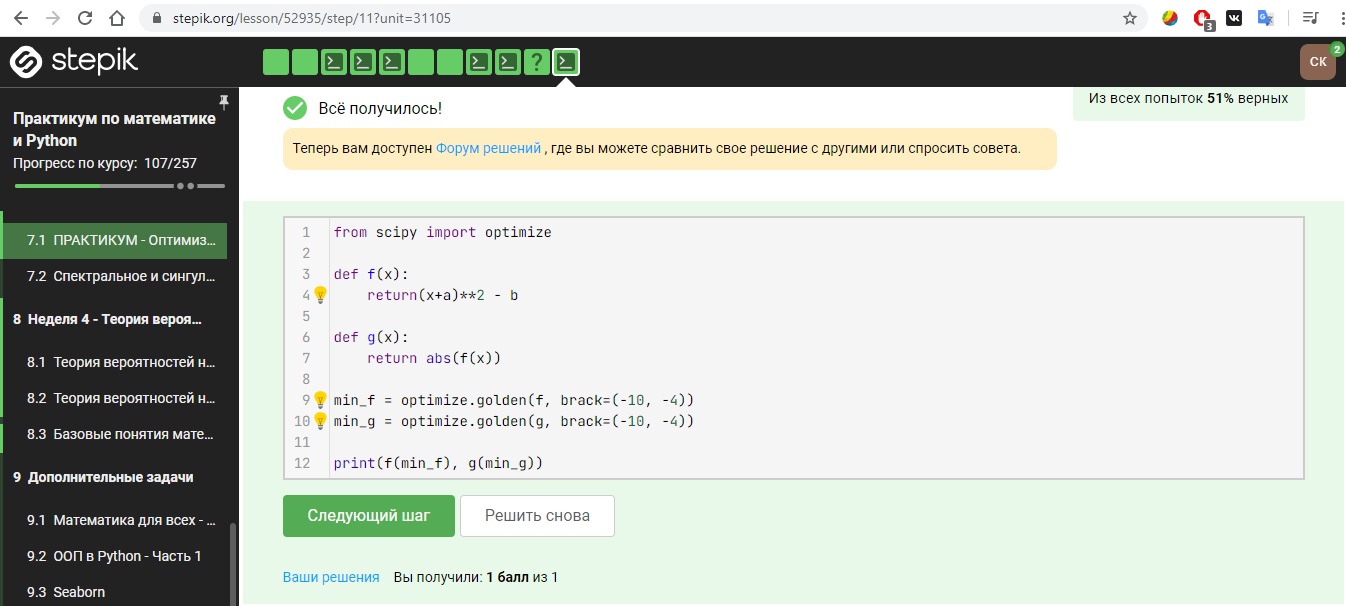 stepik.org/lesson/52935/step/11?unit=31105
3
stepik
?
СК
2
Практикум по математике
и Python
Прогресс по курсу: 107/257
7.1 ПРАКТИКУМ - Оптимиз...
7.2 Спектральное и сингул...
8 Неделя 4 - Теория вероя...
8.1 Теория вероятностей н...
8.2 Теория вероятностей н...
8.3 Базовые понятия мате...
9 Дополнительные задачи
9.1 Математика для всех - ...
9.2 ООП в Python - Часть 1
9.3 Seaborn
Всё получилось!
Из всех попыток 51% верных
Теперь вам доступен Форум решений , где вы можете сравнить свое решение с другими или спросить совета.
1 from scipy import optimize
2
3 def f(x):
4     return(x+a)**2 - b
5
6 def g(x):
7     return abs(f(x))
8
9 min_f = optimize.golden(f, brack=(-10, -4))
10 min_g = optimize.golden(g, brack=(-10, -4))
11
12 print(f(min_f), g(min_g))
Следующий шаг
Решить снова
Ваши решения Вы получили: 1 балл из 1